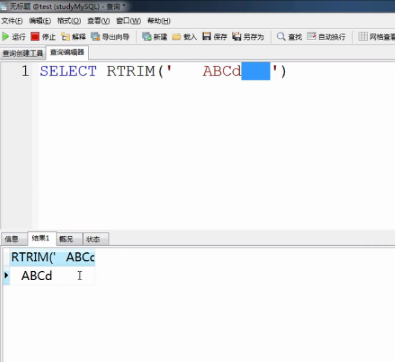 无标题 @test (studyMySQL) - 查询 *
文件(F) 编辑(E) 格式(O) 查看(V) 窗口(W) 帮助(H)
运行 停止 解释 导出向导 新建 载入 保存 另存为 查找 自动换行 网格查看
查询创建工具 查询编辑器
1 SELECT RTRIM('   ABCd   ')
信息 结果1 概况 状态
RTRIM('   ABCd
ABCd